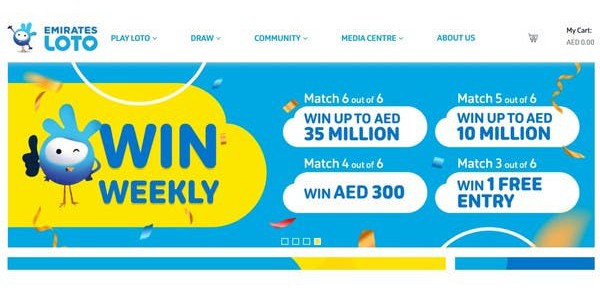 EMIRATES
LOTO
PLAY LOTO
DRAW
COMMUNITY
MEDIA CENTRE
ABOUT US
My Cart:
AED 0.00
WIN
WEEKLY
Match 6 out of 6
WIN UP TO AED
35 MILLION
Match 5 out of 6
WIN UP TO AED
10 MILLION
Match 4 out of 6
WIN AED 300
Match 3 out of 6
WIN 1 FREE
ENTRY